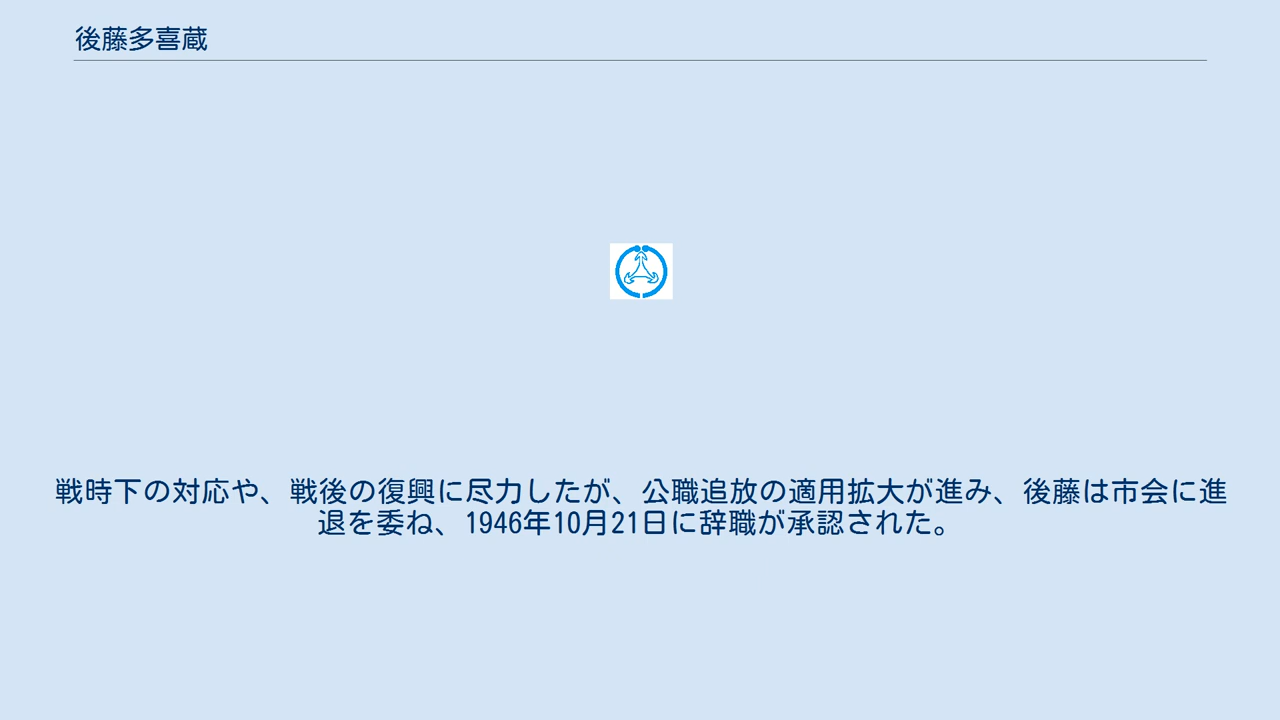 後藤多喜蔵
戦時下の対応や、戦後の復興に尽力したが、公職追放の適用拡大が進み、後藤は市会に進
退を委ね、1946年10月21日に辞職が承認された。